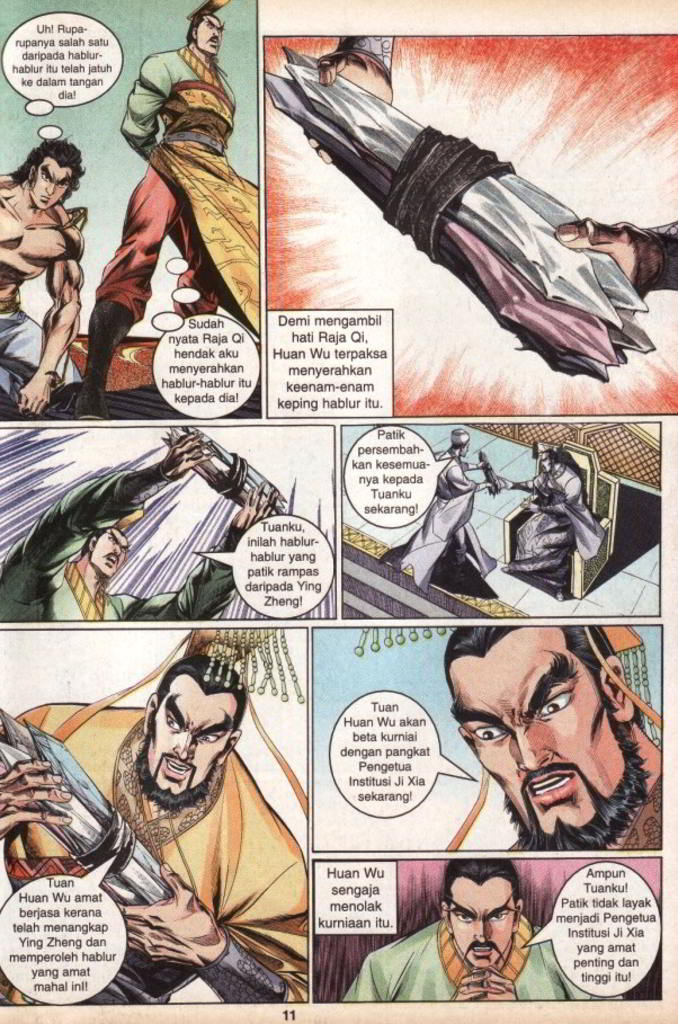 Uh! Rupa-
rupanya salah satu
daripada hablur-
hablur itu telah jatuh
ke dalam tangan
dia!
Sudah
nyata Raja Qi
hendak aku
menyerahkan
hablur-hablur itu
kepada dia!
Demi mengambil
hati Raja Qi,
Huan Wu terpaksa
menyerahkan
keenam-enam
keping hablur itu.
Tuanku,
inilah hablur-
hablur yang
patik rampas
daripada Ying
Zheng!
Patik
persembah-
kan kesemua-
nya kepada
Tuanku
sekarang!
Tuan
Huan Wu amat
berjasa kerana
telah menangkap
Ying Zheng dan
memperoleh hablur
yang amat
mahal ini!
Tuan
Huan Wu akan
beta kurniai
dengan pangkat
Pengetua
Institusi Ji Xia
sekarang!
Huan Wu
sengaja
menolak
kurniaan itu.
Ampun
Tuanku!
Patik tidak layak
menjadi Pengetua
Institusi Ji Xia
yang amat
penting dan
tinggi itu!
11